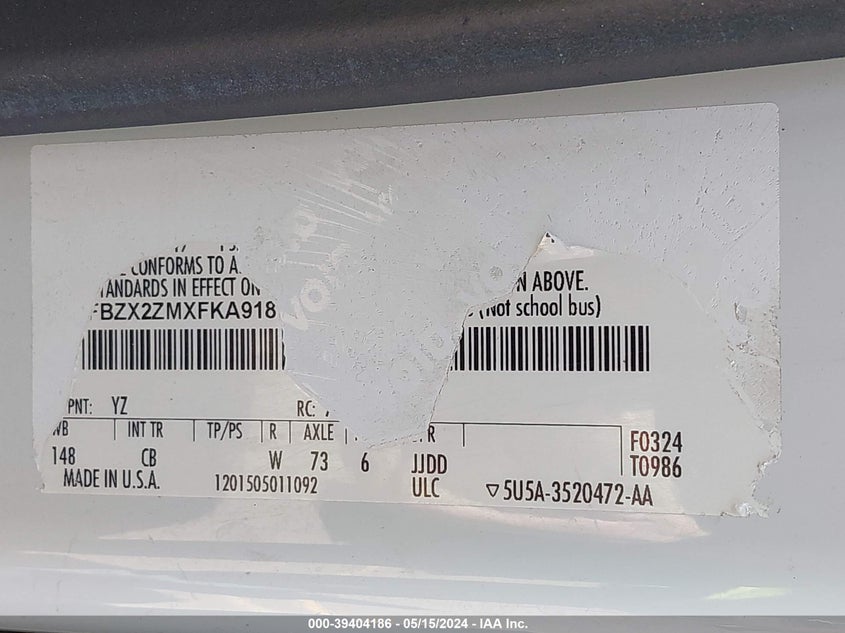 CONFORMS TO
STANDARDS IN EFFECT ON N ABOVE.
FBZX2ZMXFKA918 (Not school bus)
PNT: YZ RC:
WB INT TR TP/PS R AXLE R
F0324
148 CB W 73 6 JJDD T0986
MADE IN U.S.A. 1201505011092 ULC ▽5U5A-3520472-AA
000-39404186 - 05/15/2024 - IAA Inc.